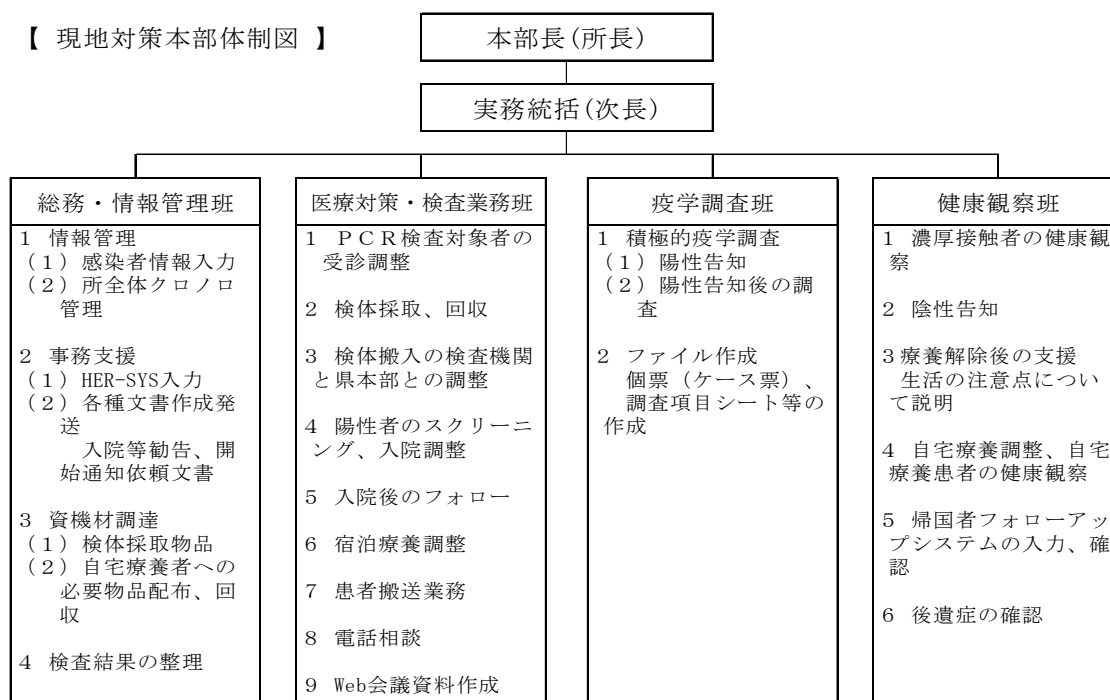 【 現地対策本部体制図 】
本部長(所長)
実務統括(次長)
総務・情報管理班
1 情報管理
(1)感染者情報入力
(2)所全体クロノロ
管理
2 事務支援
(1)HER-SYS入力
(2)各種文書作成発
送
入院等勧告、開
始通知依頼文書
3 資機材調達
(1)検体採取物品
(2)自宅療養者への
必要物品配布、回
収
4 検査結果の整理
医療対策・検査業務班
1 PCR検査対象者の
受診調整
2 検体採取、回収
3 検体搬入の検査機関
と県本部との調整
4 陽性者のスクリーニ
ング、入院調整
5 入院後のフォロー
6 宿泊療養調整
7 患者搬送業務
8 電話相談
9 Web会議資料作成
疫学調査班
1 積極的疫学調査
(1)陽性告知
(2)陽性告知後の調
査
2 ファイル作成
個票(ケース票)、
調査項目シート等の
作成
健康観察班
1 濃厚接触者の健康観
察
2 陰性告知
3療養解除後の支援
生活の注意点につい
て説明
4 自宅療養調整、自宅
療養患者の健康観察
5 帰国者フォローアッ
プシステムの入力、確
認
6 後遺症の確認